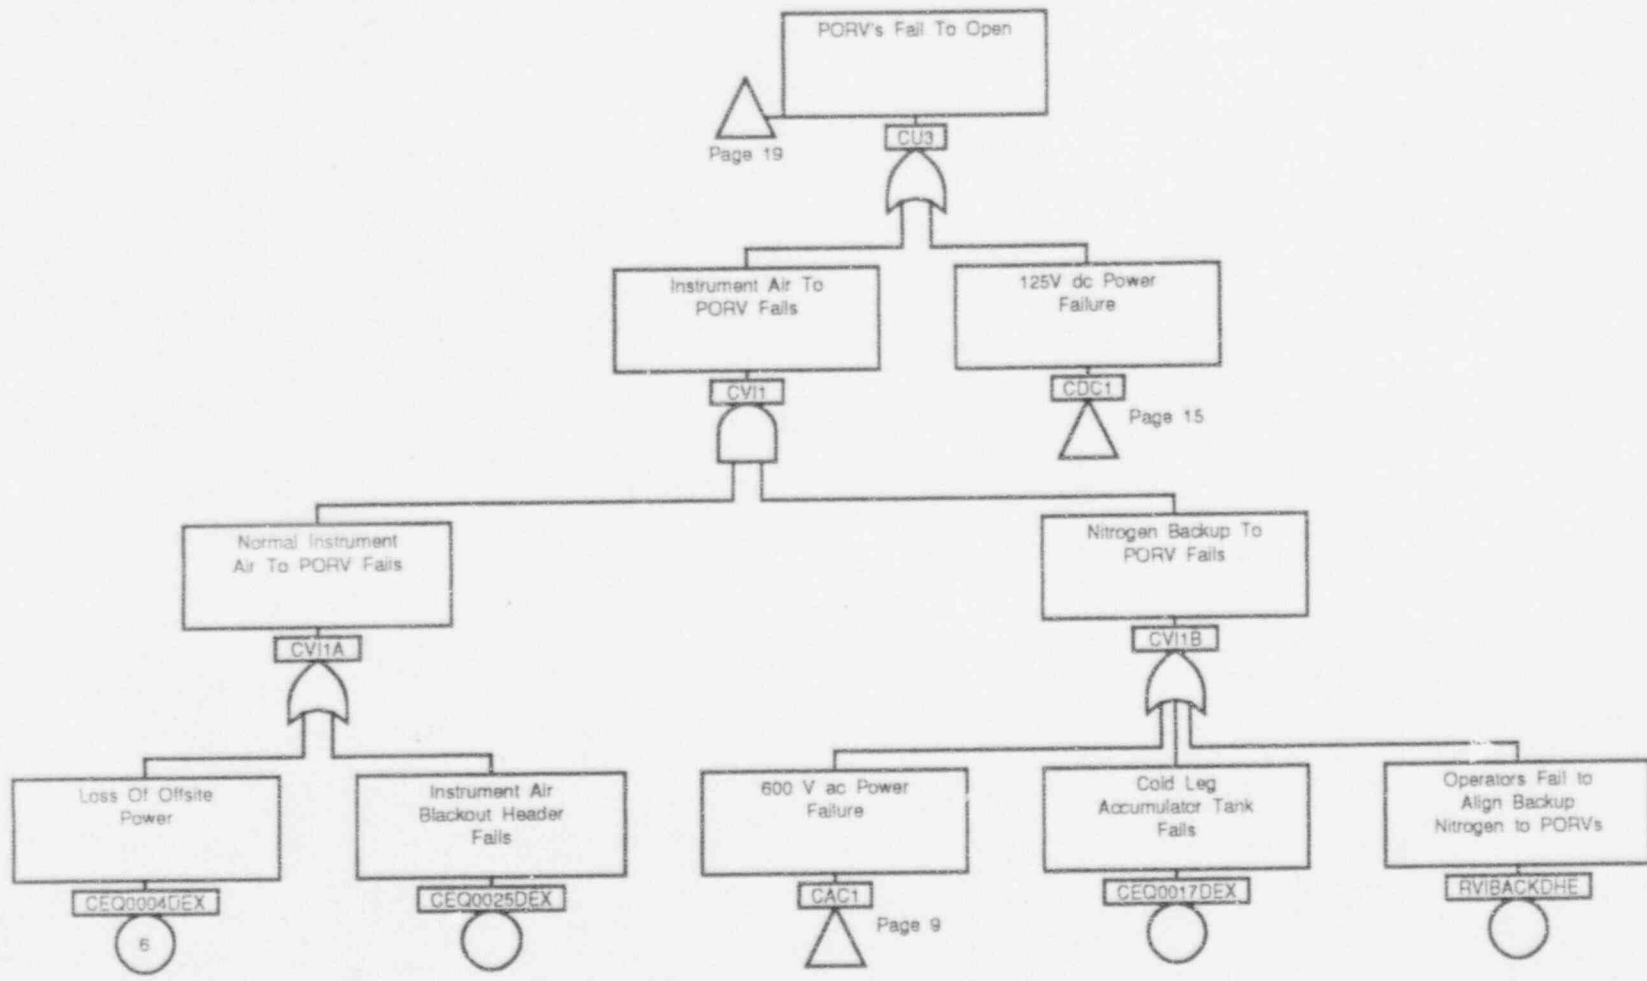 PORV's Fail To Open
Page 19
CU3
Instrument Air To
PORV Fails
125V dc Power
Failure
CVI1
CDC1
Page 15
Normal Instrument
Air To PORV Fails
Nitrogen Backup To
PORV Fails
CVI1A
CVI1B
Loss Of Offsite
Power
Instrument Air
Blackout Header
Fails
600 V ac Power
Failure
Cold Leg
Accumulator Tank
Fails
Operators Fail to
Align Backup
Nitrogen to PORVs
CEQ0004DEX
CEQ0025DEX
CAC1
CEQ0017DEX
RVIBACKDHE
6
Page 9